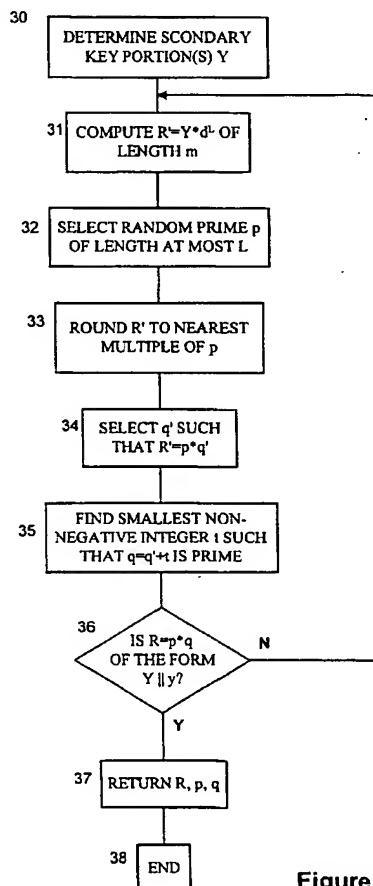 30
DETERMINE SCONDARY
KEY PORTION(S) Y
31
COMPUTE R'=Y*d^L OF
LENGTH m
32
SELECT RANDOM PRIME p
OF LENGTH AT MOST L
33
ROUND R' TO NEAREST
MULTIPLE OF p
34
SELECT q' SUCH
THAT R'=p*q'
35
FIND SMALLEST NON-
NEGATIVE INTEGER t SUCH
THAT q=q'+t IS PRIME
36
IS R=p*q
OF THE FORM
Y || y?
N
Y
37
RETURN R, p, q
38
END
Figure